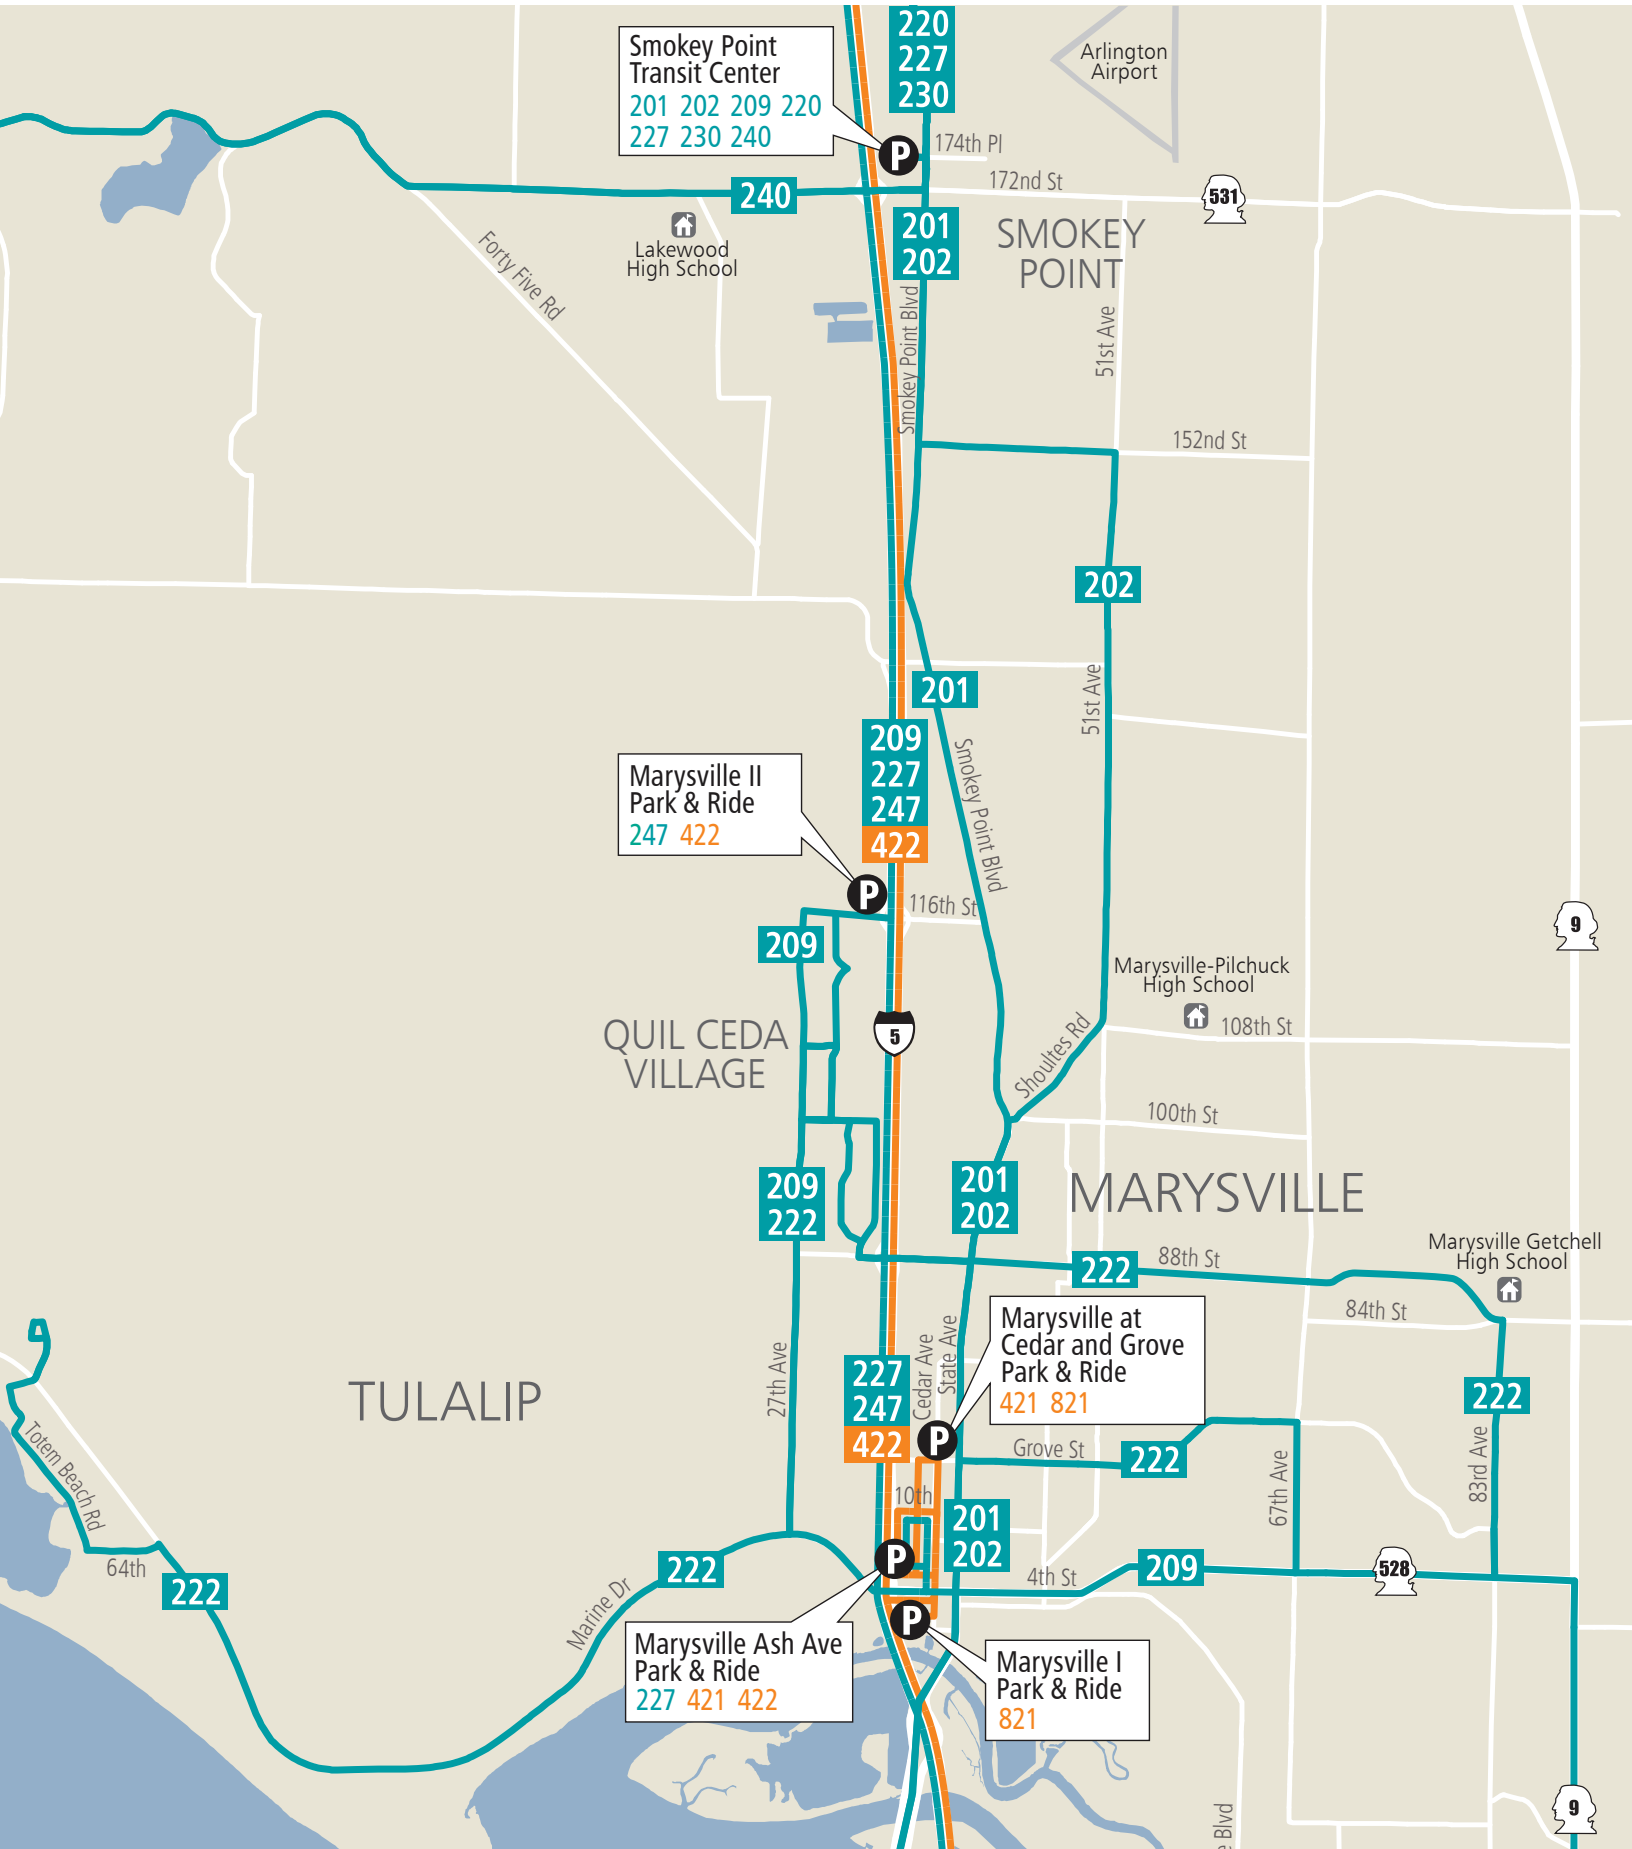 220
227
230
Smokey Point
Transit Center
201 202 209 220
227 230 240
P
Arlington
Airport
174th Pl
172nd St
531
240
Lakewood
High School
201
202
SMOKEY
POINT
Forty Five Rd
Smokey Point Blvd
51st Ave
152nd St
202
201
51st Ave
209
227
247
422
Smokey Point Blvd
Marysville II
Park & Ride
247 422
P
116th St
209
9
Marysville-Pilchuck
High School
108th St
5
QUIL CEDA
VILLAGE
Shoultes Rd
100th St
209
222
201
202
MARYSVILLE
88th St
222
Marysville Getchell
High School
84th St
Marysville at
Cedar and Grove
Park & Ride
421 821
Cedar Ave
State Ave
27th Ave
TULALIP
227
247
422
222
P
Grove St
222
83rd Ave
67th Ave
Totem Beach Rd
10th
201
202
P
64th
222
222
Marine Dr
4th St
209
528
P
Marysville Ash Ave
Park & Ride
227 421 422
Marysville I
Park & Ride
821
e Blvd
9